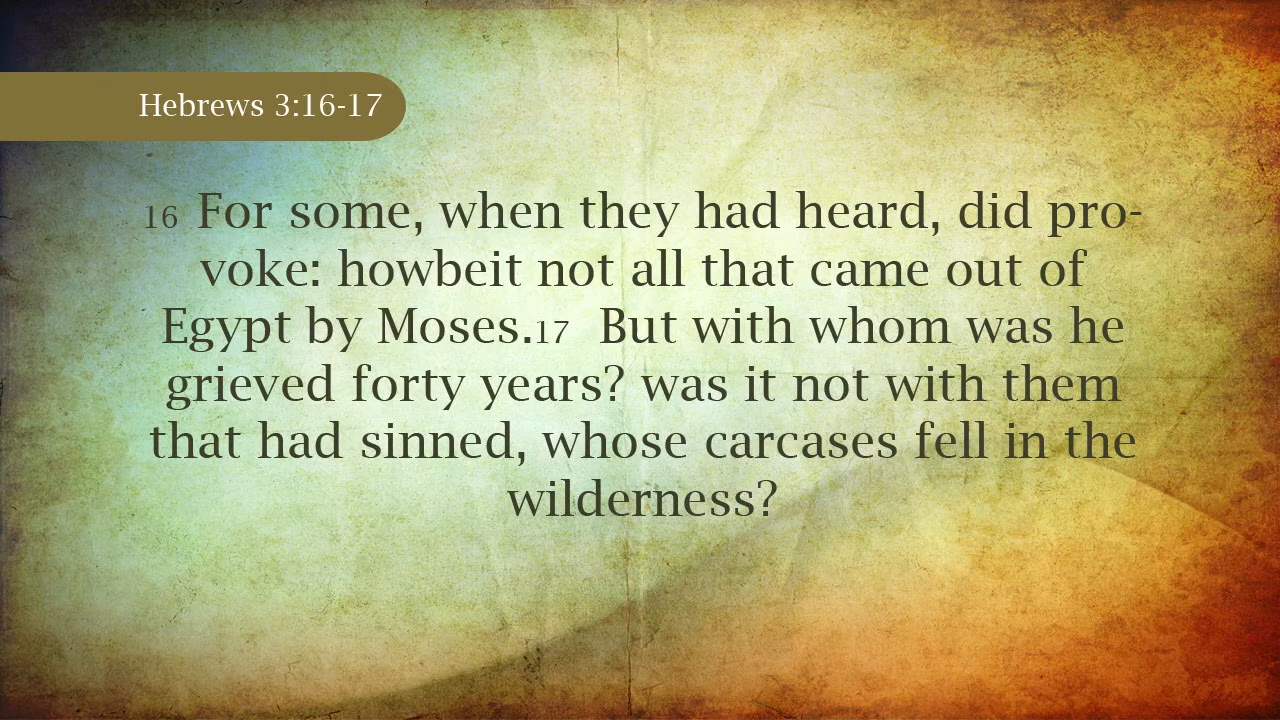 Hebrews 3:16-17
16 For some, when they had heard, did pro-
voke: howbeit not all that came out of
Egypt by Moses.17 But with whom was he
grieved forty years? was it not with them
that had sinned, whose carcases fell in the
wilderness?